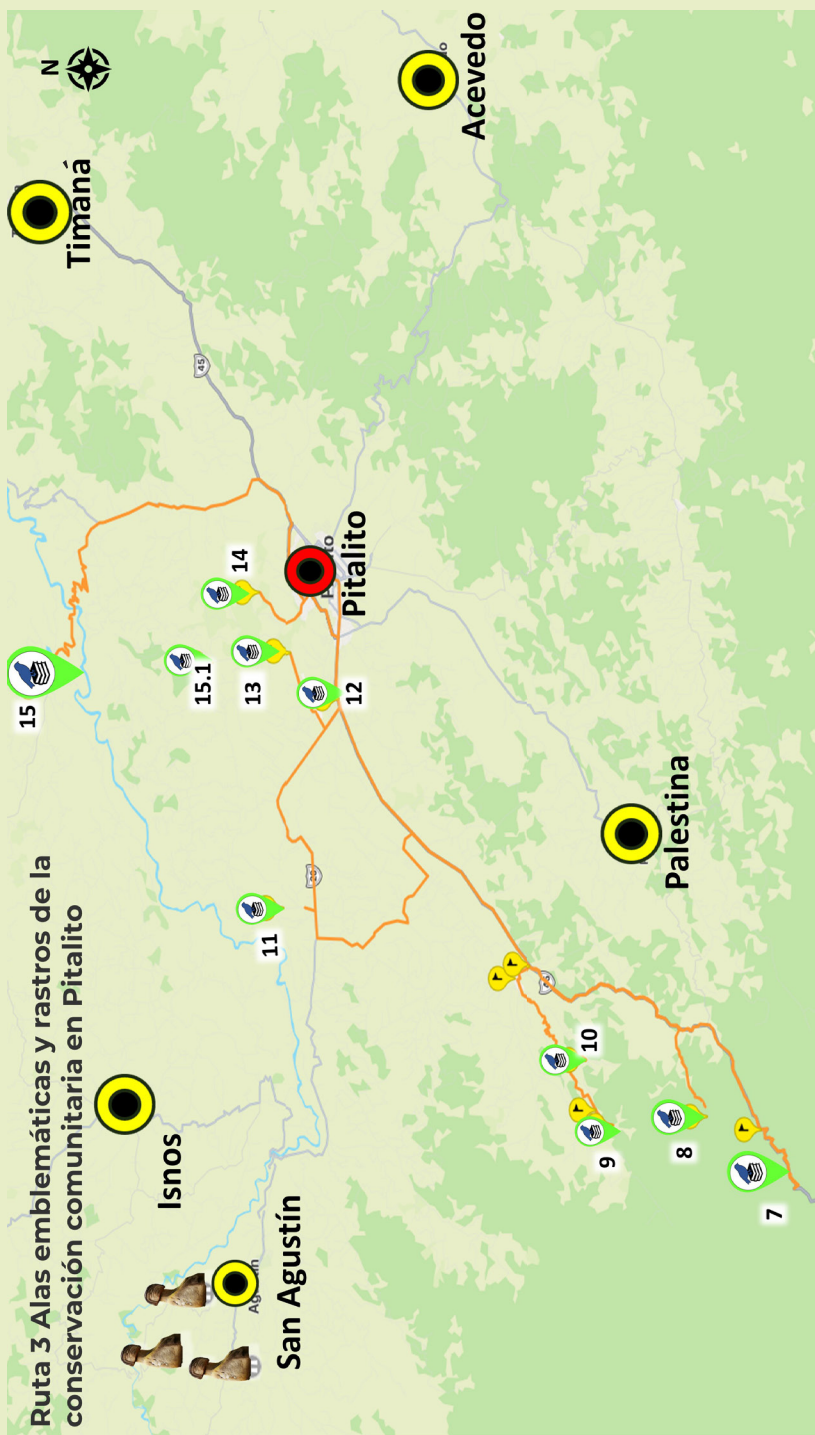 Ruta 3 Alas emblemáticas y rastros de la
conservación comunitaria en Pitalito
N
Timaná
Acevedo
45
15
14
Pitalito
15.1
13
12
Isnos
11
20
Palestina
San Agustín
10
45
9
8
7